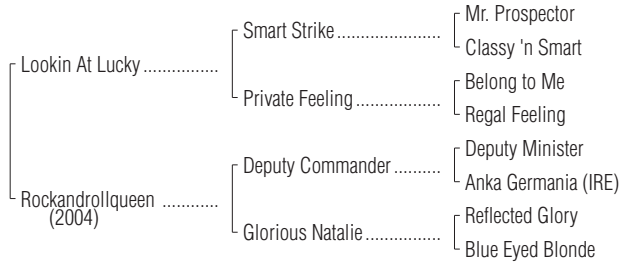 Mr. Prospector
Smart Strike ....................
Classy 'n Smart
Lookin At Lucky ...............
Belong to Me
Private Feeling .................
Regal Feeling
Deputy Minister
Deputy Commander ..........
Anka Germania (IRE)
Rockandrollqueen ............
(2004)
Reflected Glory
Glorious Natalie ...............
Blue Eyed Blonde